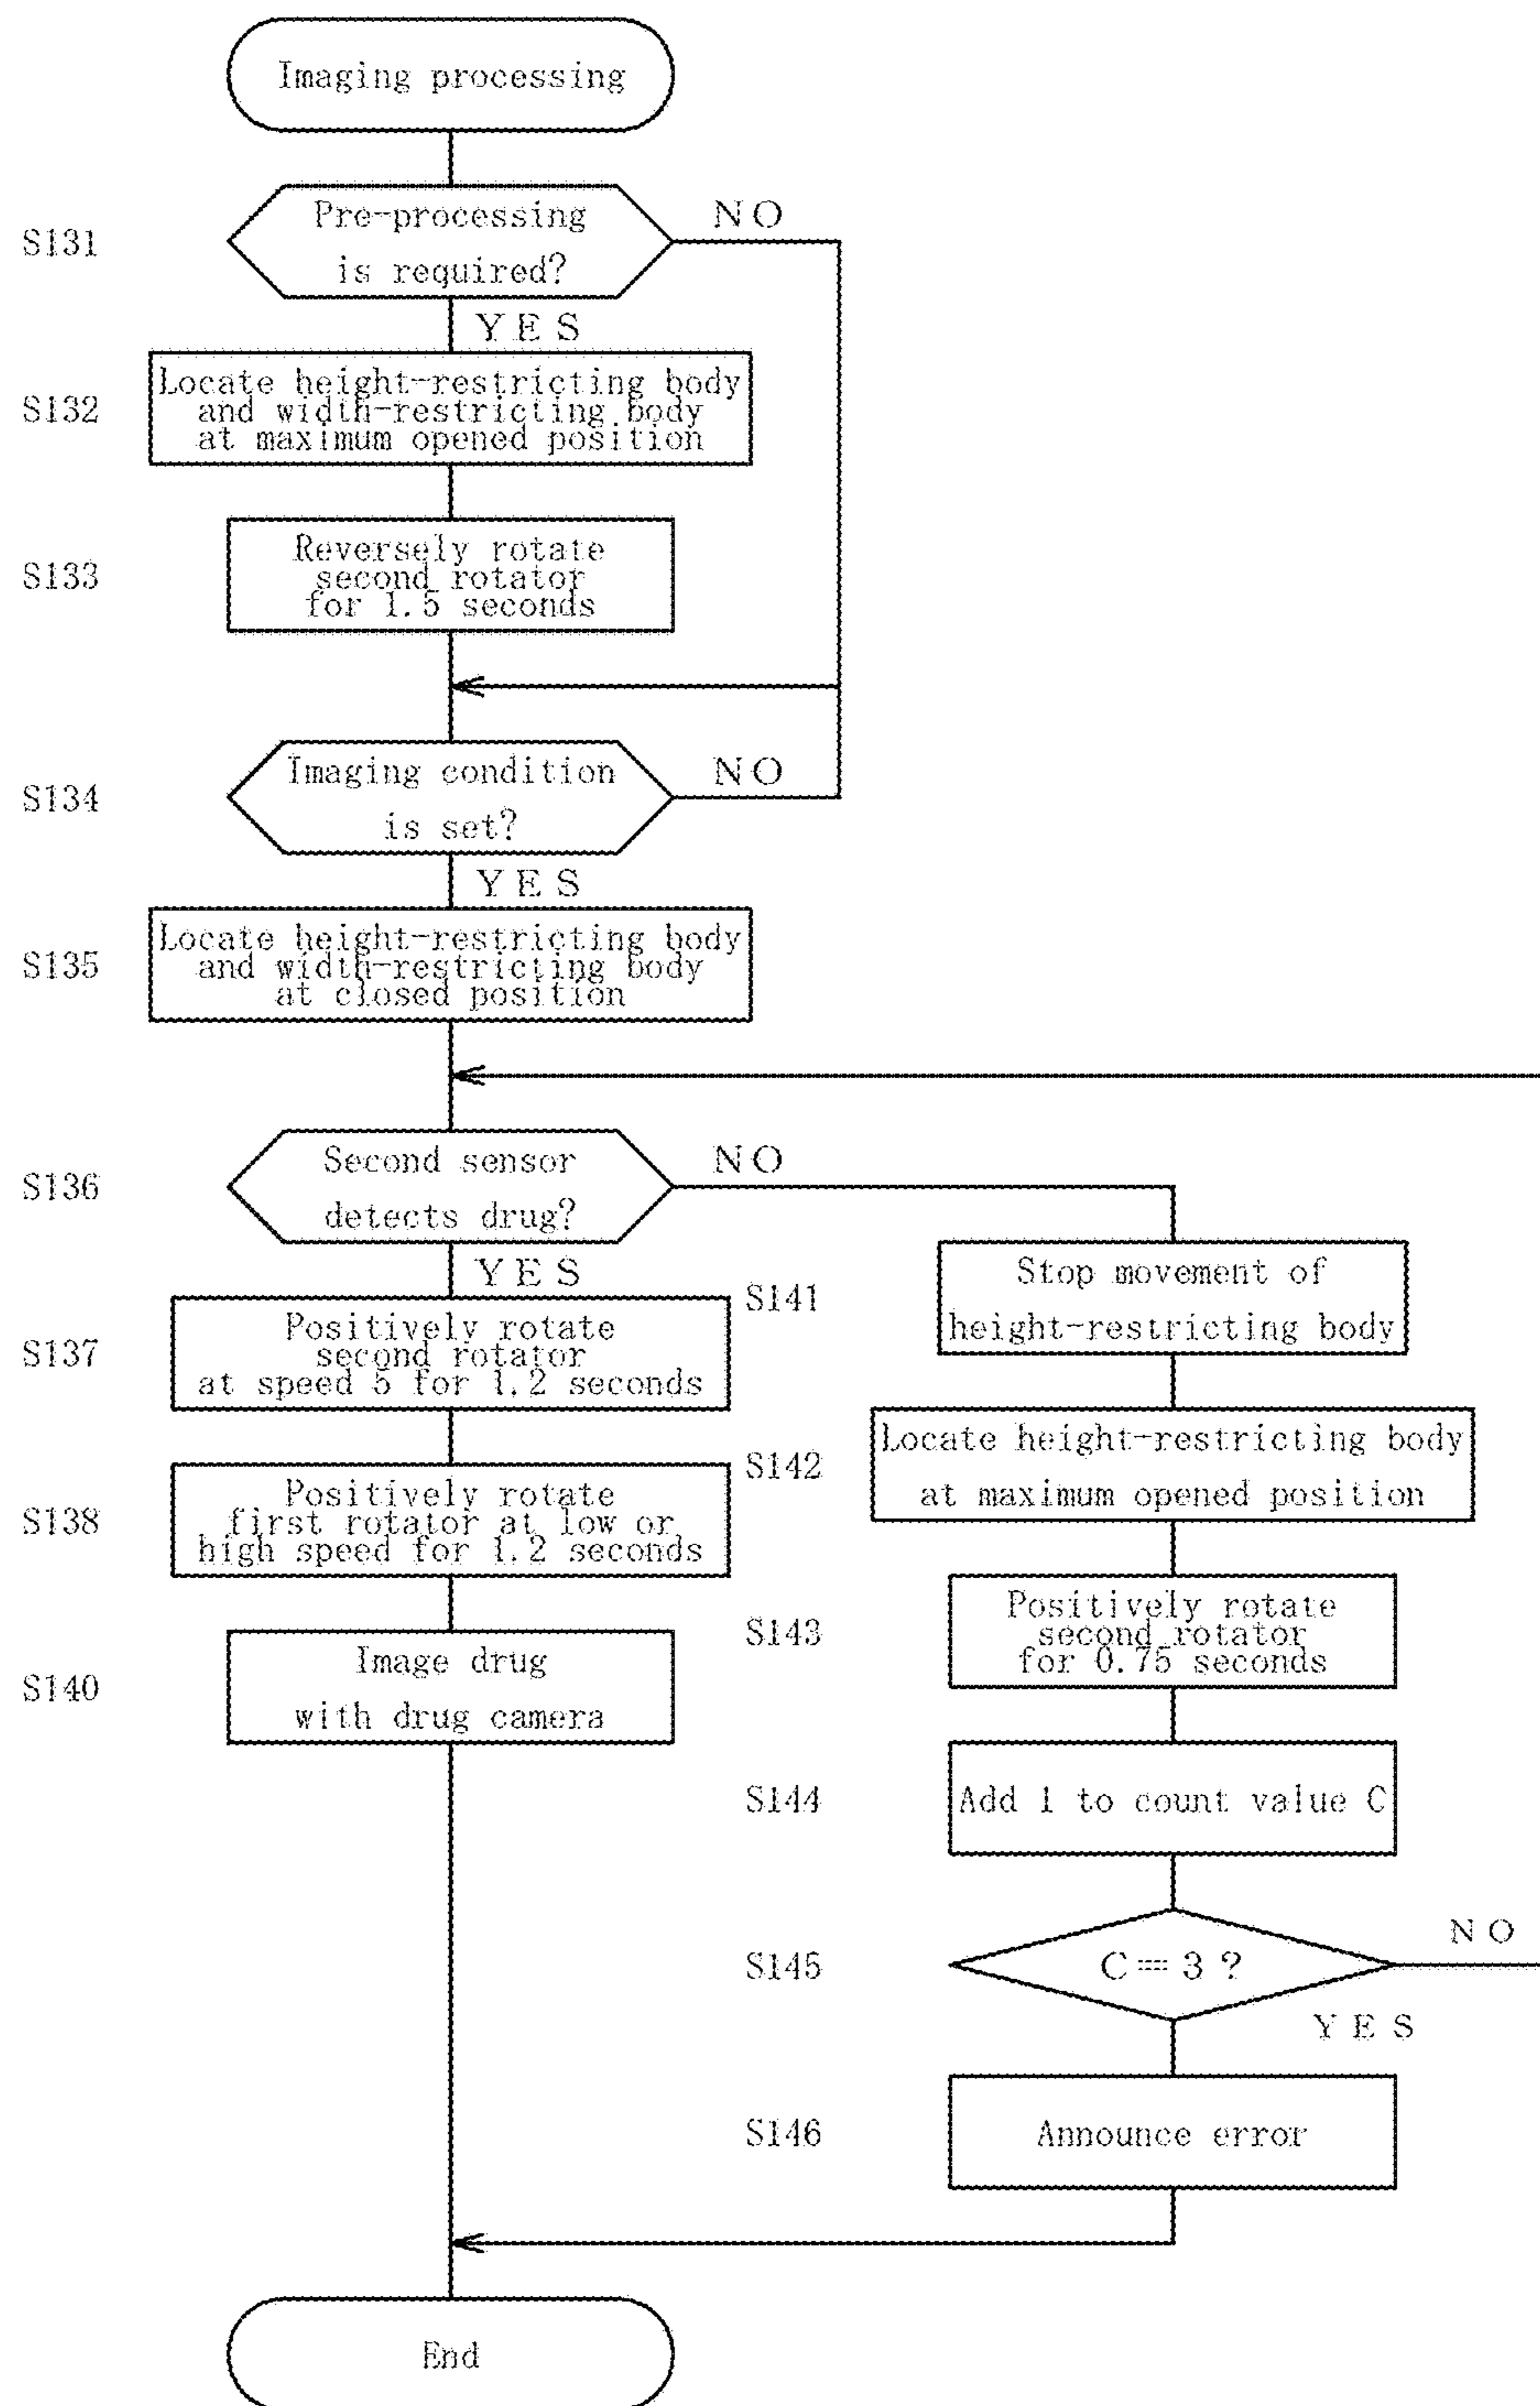 Imaging processing
S131
Pre-processing
is required?
NO
YES
S132
Locate height-restricting body
and width-restricting body
at maximum opened position
S133
Reversely rotate
second rotator
for 1.5 seconds
S134
Imaging condition
is set?
NO
YES
S135
Locate height-restricting body
and width-restricting body
at closed position
S136
Second sensor
detects drug?
NO
YES
S137
Positively rotate
second rotator
at speed 5 for 1.2 seconds
S138
Positively rotate
first rotator at low or
high speed for 1.2 seconds
S140
Image drug
with drug camera
S141
Stop movement of
height-restricting body
S142
Locate height-restricting body
at maximum opened position
S143
Positively rotate
second rotator
for 0.75 seconds
S144
Add 1 to count value C
S145
C=3?
NO
YES
S146
Announce error
End